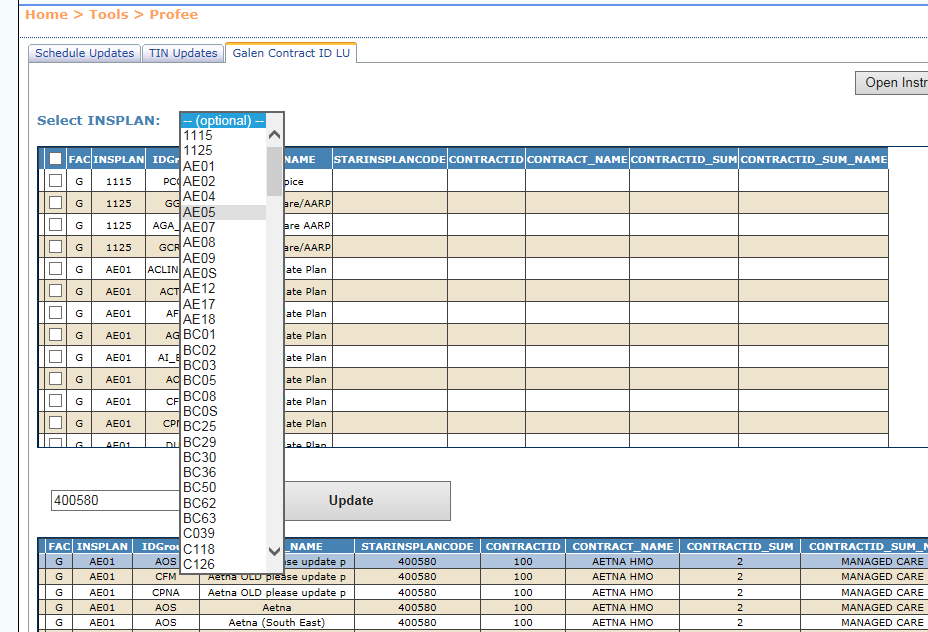 Home > Tools > Profee
Schedule Updates TIN Updates Galen Contract ID LU
Open Instr
Select INSPLAN: -- (optional) --
1115
1125
AE01
AE02
AE04
AE05
AE07
AE08
AE09
AE0S
AE12
AE17
AE18
BC01
BC02
BC03
BC05
BC08
BC0S
BC25
BC29
BC30
BC36
BC50
BC62
BC63
C039
C118
C126
FAC INSPLAN IDGr NAME STARINSPLANCODE CONTRACTID CONTRACT_NAME CONTRACTID_SUM CONTRACTID_SUM_NAME
G 1115 PC oice
G 1125 GG are/AARP
G 1125 AGA_ are AARP
G 1125 GCR are/AARP
G AE01 ACLIN ate Plan
G AE01 ACT ate Plan
G AE01 AF ate Plan
G AE01 AG ate Plan
G AE01 AI_ ate Plan
G AE01 AO ate Plan
G AE01 CF ate Plan
G AE01 CP ate Plan
G AE01 DU ate Plan
400580 Update
FAC INSPLAN IDGrou _NAME STARINSPLANCODE CONTRACTID CONTRACT_NAME CONTRACTID_SUM CONTRACTID_SUM_N
G AE01 AOS ase update p 400580 100 AETNA HMO 2 MANAGED CARE
G AE01 CFM Aetna OLD please update p 400580 100 AETNA HMO 2 MANAGED CARE
G AE01 CPNA Aetna OLD please update p 400580 100 AETNA HMO 2 MANAGED CARE
G AE01 AOS Aetna 400580 100 AETNA HMO 2 MANAGED CARE
G AE01 AOS Aetna (South East) 400580 100 AETNA HMO 2 MANAGED CARE